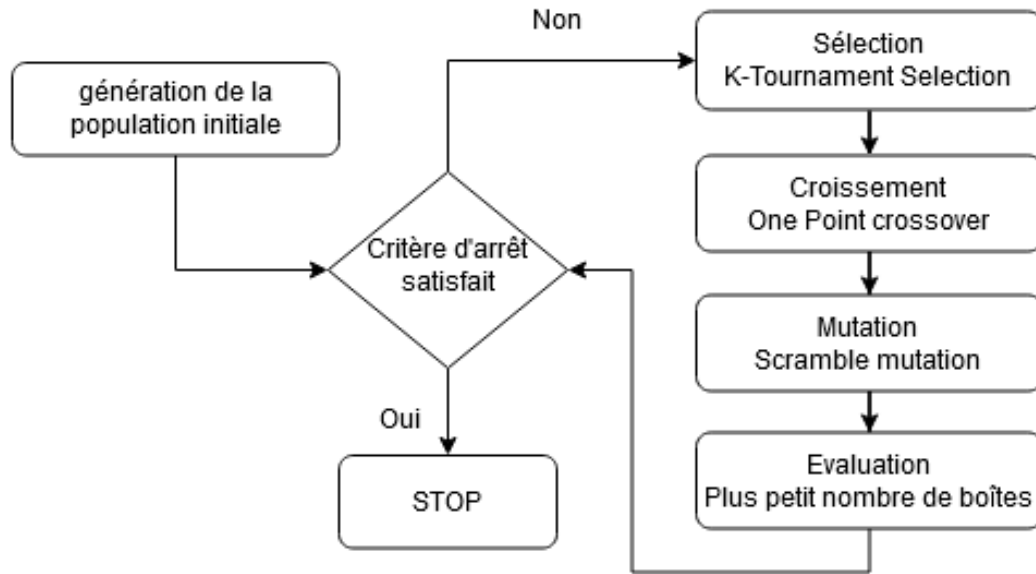 génération de la
population initiale
Critère d'arrêt
satisfait
Non
Sélection
K-Tournament Selection
Croissement
One Point crossover
Mutation
Scramble mutation
Evaluation
Plus petit nombre de boîtes
Oui
STOP